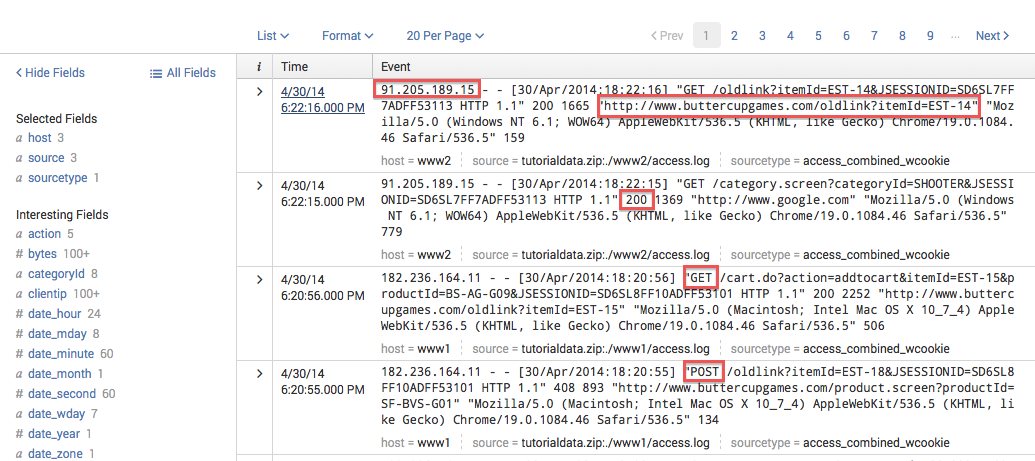 List Format 20 Per Page Prev 1 2 3 4 5 6 7 8 9 ... Next
Hide Fields All Fields
Selected Fields
a host 3
a source 3
a sourcetype 1
Interesting Fields
a action 5
# bytes 100+
a categoryId 8
a clientip 100+
# date_hour 24
# date_mday 8
# date_minute 60
a date_month 1
# date_second 60
a date_wday 7
# date_year 1
a date_zone 1
i Time Event
4/30/14
6:22:16.000 PM
91.205.189.15 - - [30/Apr/2014:18:22:16] "GET /oldlink?itemId=EST-14&JSESSIONID=SD6SL7FF
7ADFF53113 HTTP 1.1" 200 1665 "http://www.buttercupgames.com/oldlink?itemId=EST-14" "Moz
illa/5.0 (Windows NT 6.1; WOW64) AppleWebKit/536.5 (KHTML, like Gecko) Chrome/19.0.1084.
46 Safari/536.5" 159
host = www2 source = tutorialdata.zip:./www2/access.log sourcetype = access_combined_wcookie
4/30/14
6:22:15.000 PM
91.205.189.15 - - [30/Apr/2014:18:22:15] "GET /category.screen?categoryId=SHOOTER&JSESSI
ONID=SD6SL7FF7ADFF53113 HTTP 1.1" 200 1369 "http://www.google.com" "Mozilla/5.0 (Windows
NT 6.1; WOW64) AppleWebKit/536.5 (KHTML, like Gecko) Chrome/19.0.1084.46 Safari/536.5"
779
host = www2 source = tutorialdata.zip:./www2/access.log sourcetype = access_combined_wcookie
4/30/14
6:20:56.000 PM
182.236.164.11 - - [30/Apr/2014:18:20:56] "GET /cart.do?action=addtocart&itemId=EST-15&p
roductId=BS-AG-G09&JSESSIONID=SD6SL8FF10ADFF53101 HTTP 1.1" 200 2252 "http://www.butterc
upgames.com/oldlink?itemId=EST-15" "Mozilla/5.0 (Macintosh; Intel Mac OS X 10_7_4) Apple
WebKit/536.5 (KHTML, like Gecko) Chrome/19.0.1084.46 Safari/536.5" 506
host = www1 source = tutorialdata.zip:./www1/access.log sourcetype = access_combined_wcookie
4/30/14
6:20:55.000 PM
182.236.164.11 - - [30/Apr/2014:18:20:55] "POST /oldlink?itemId=EST-18&JSESSIONID=SD6SL8
FF10ADFF53101 HTTP 1.1" 408 893 "http://www.buttercupgames.com/product.screen?productId=
SF-BVS-G01" "Mozilla/5.0 (Macintosh; Intel Mac OS X 10_7_4) AppleWebKit/536.5 (KHTML, li
ke Gecko) Chrome/19.0.1084.46 Safari/536.5" 134
host = www1 source = tutorialdata.zip:./www1/access.log sourcetype = access_combined_wcookie